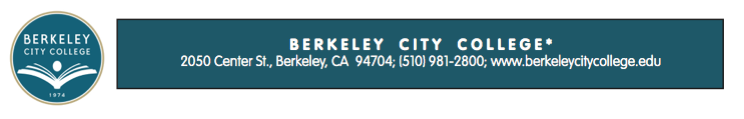 BERKELEY
CITY COLLEGE
1974
BERKELEY CITY COLLEGE*
2050 Center St., Berkeley, CA 94704; (510) 981-2800; www.berkeleycitycollege.edu